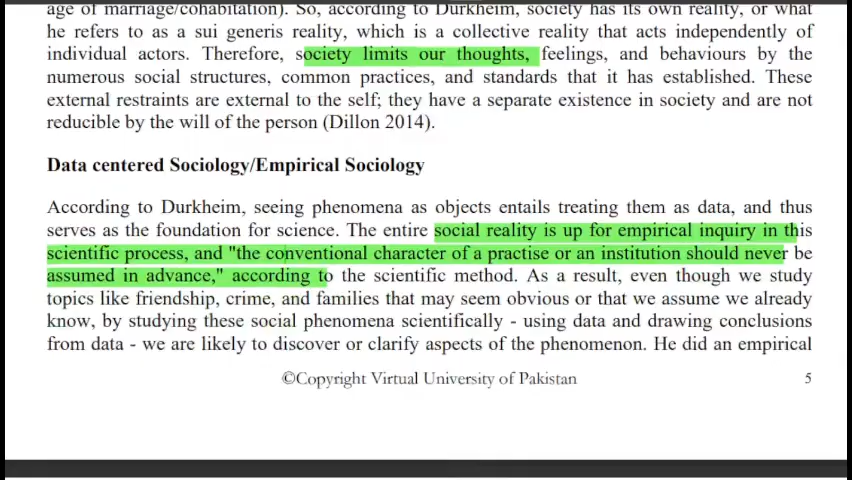 age of marriage/cohabitation). So, according to Durkheim, society has its own reality, or what
he refers to as a sui generis reality, which is a collective reality that acts independently of
individual actors. Therefore, society limits our thoughts, feelings, and behaviours by the
numerous social structures, common practices, and standards that it has established. These
external restraints are external to the self; they have a separate existence in society and are not
reducible by the will of the person (Dillon 2014).
Data centered Sociology/Empirical Sociology
According to Durkheim, seeing phenomena as objects entails treating them as data, and thus
serves as the foundation for science. The entire social reality is up for empirical inquiry in this
scientific process, and "the conventional character of a practise or an institution should never be
assumed in advance," according to the scientific method. As a result, even though we study
topics like friendship, crime, and families that may seem obvious or that we assume we already
know, by studying these social phenomena scientifically - using data and drawing conclusions
from data - we are likely to discover or clarify aspects of the phenomenon. He did an empirical
©Copyright Virtual University of Pakistan 5